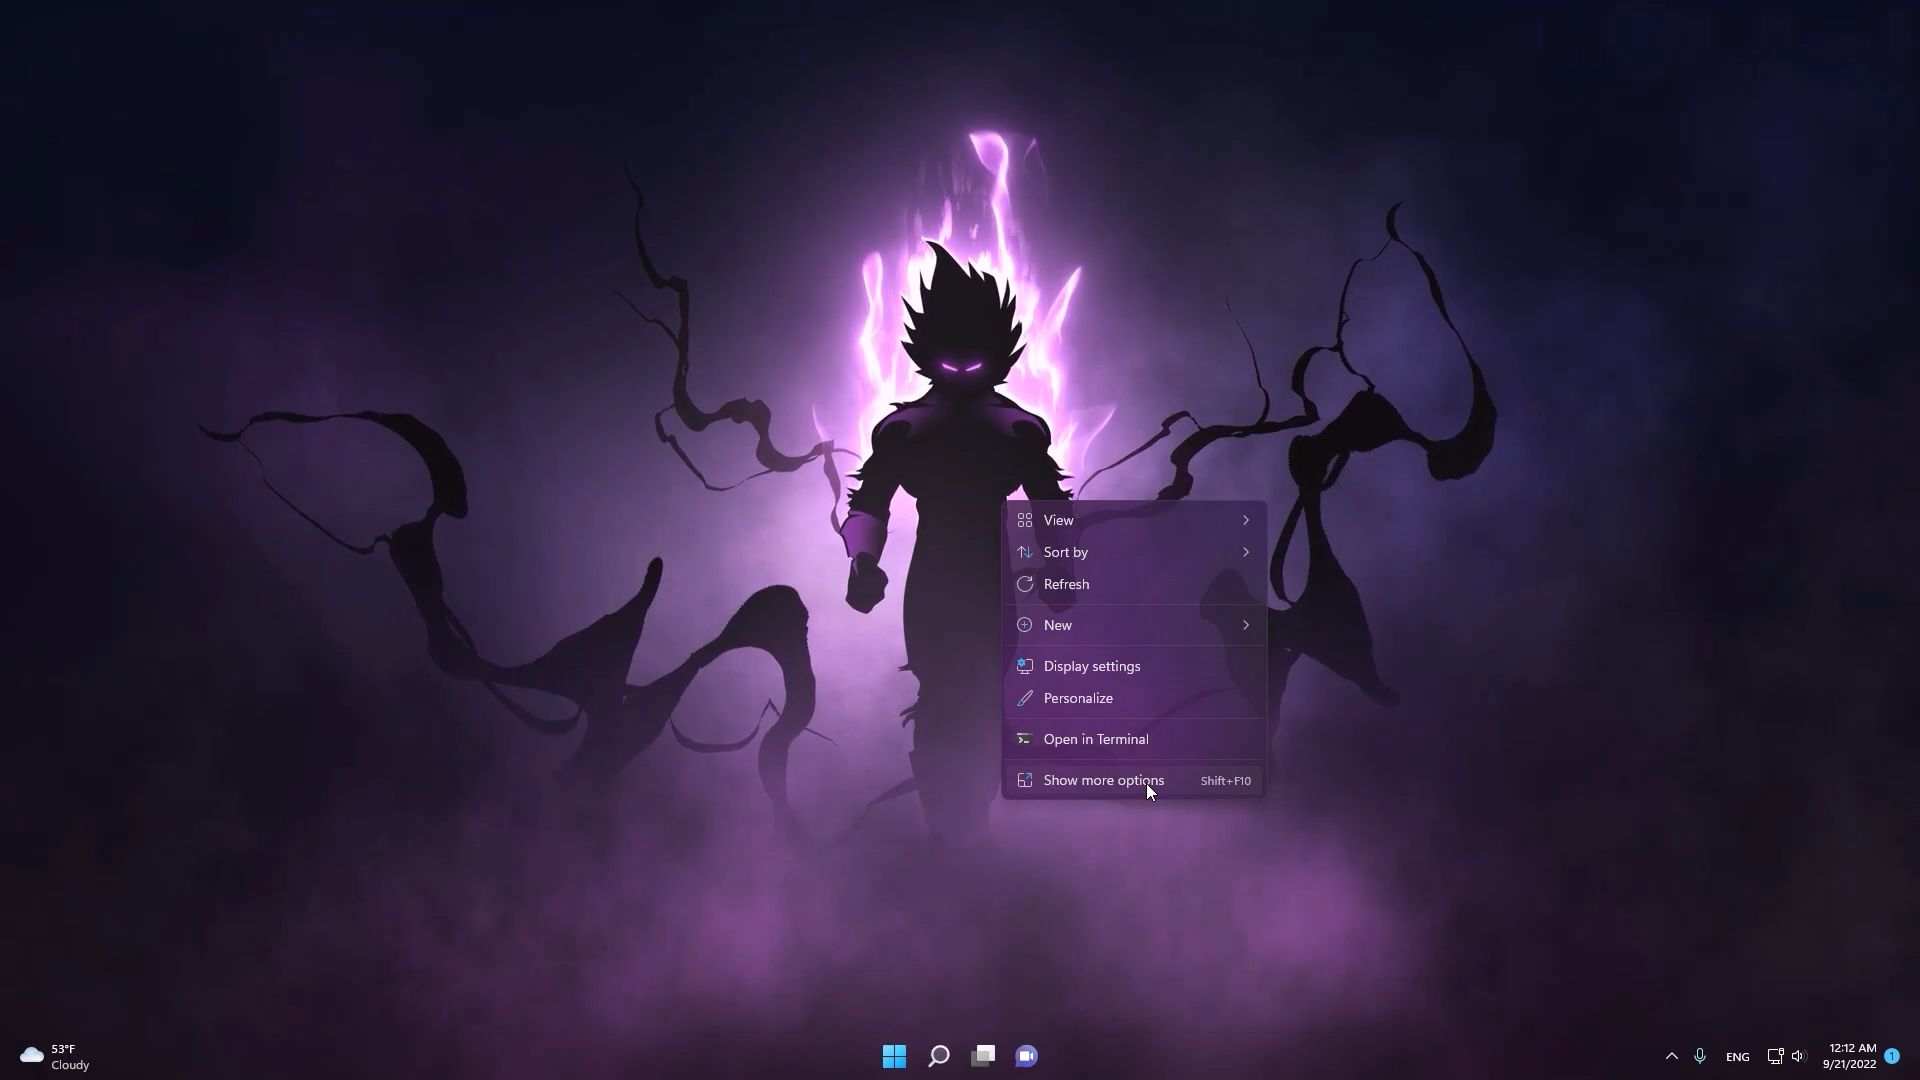 View
Sort by
Refresh
New
Display settings
Personalize
Open in Terminal
Show more options Shift+F10
53°F
Cloudy
ENG
12:12 AM
9/21/2022
1